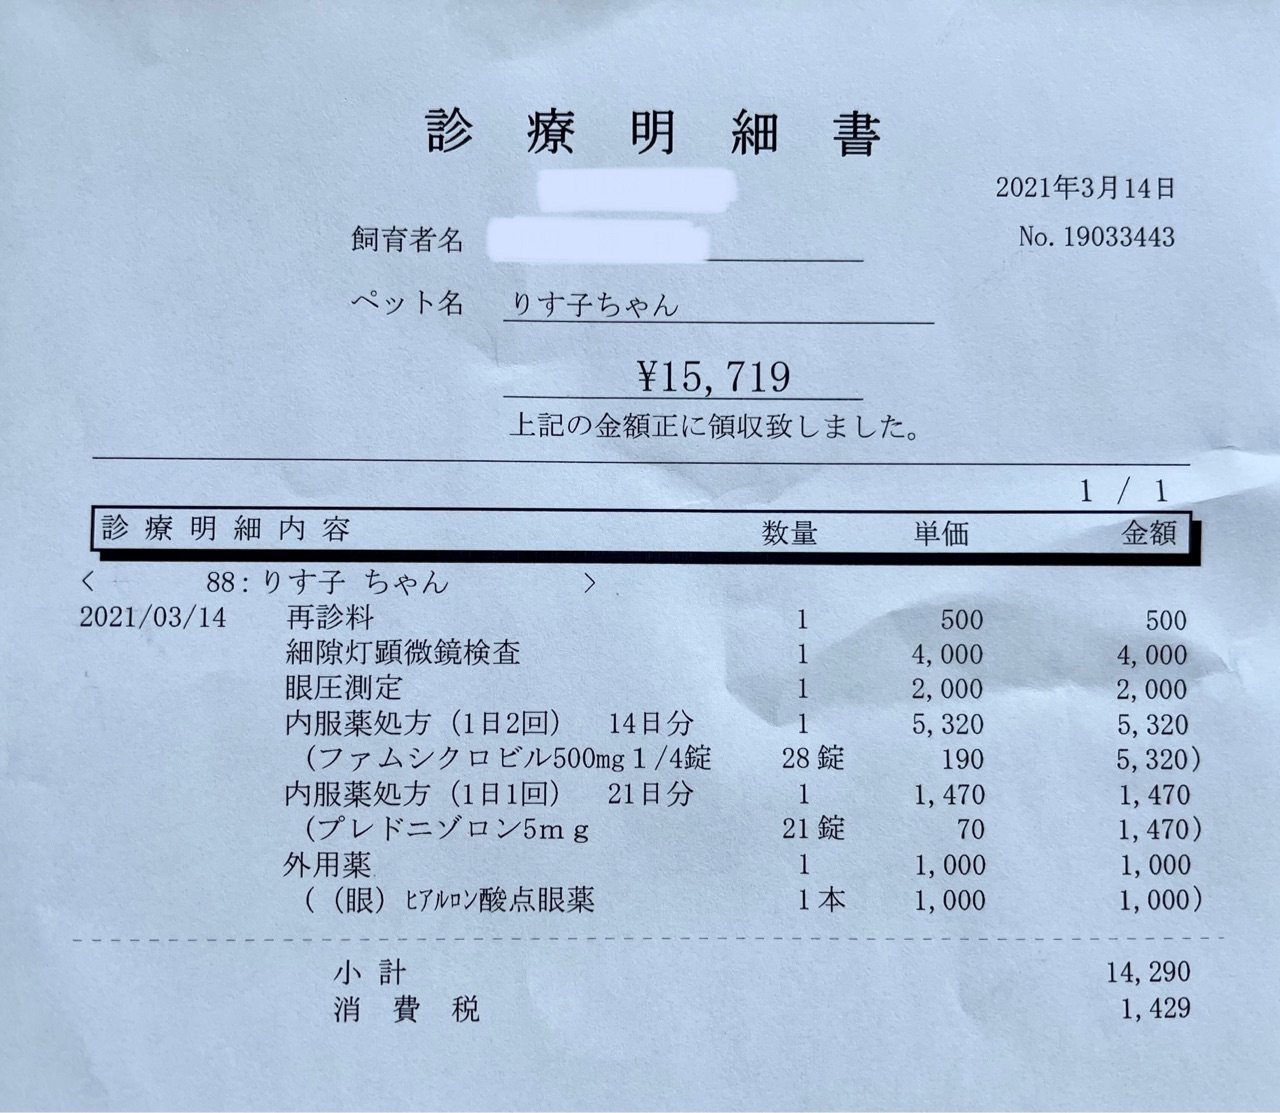 診療明細書
2021年3月14日
飼育者名
No. 19033443
ペット名 りす子ちゃん
¥15,719
上記の金額正に領収致しました。
1 / 1
診療明細内容 数量 単価 金額
< 88:りす子 ちゃん >
2021/03/14 再診料 1 500 500
細隙灯顕微鏡検査 1 4,000 4,000
眼圧測定 1 2,000 2,000
内服薬処方（1日2回） 14日分 1 5,320 5,320
(ファムシクロビル500mg１/4錠 28錠 190 5,320)
内服薬処方（1日1回） 21日分 1 1,470 1,470
(プレドニゾロン5ｍｇ 21錠 70 1,470)
外用薬 1 1,000 1,000
(（眼）ﾋｱﾙﾛﾝ酸点眼薬 1本 1,000 1,000)
小計 14,290
消費税 1,429